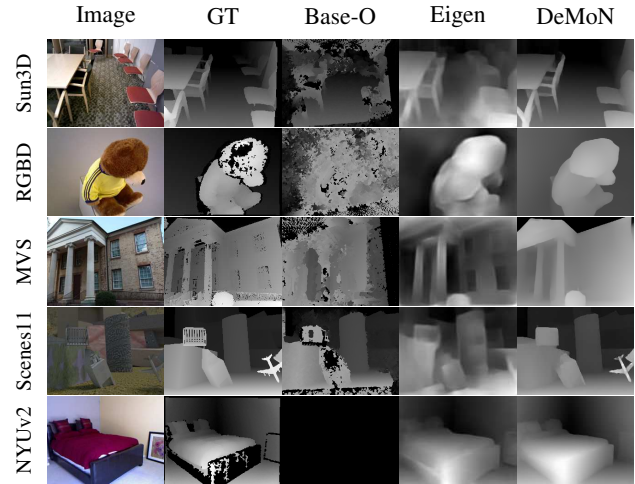 Image GT Base-O Eigen DeMoN
Sun3D
RGBD
MVS
Scenes11
NYUv2